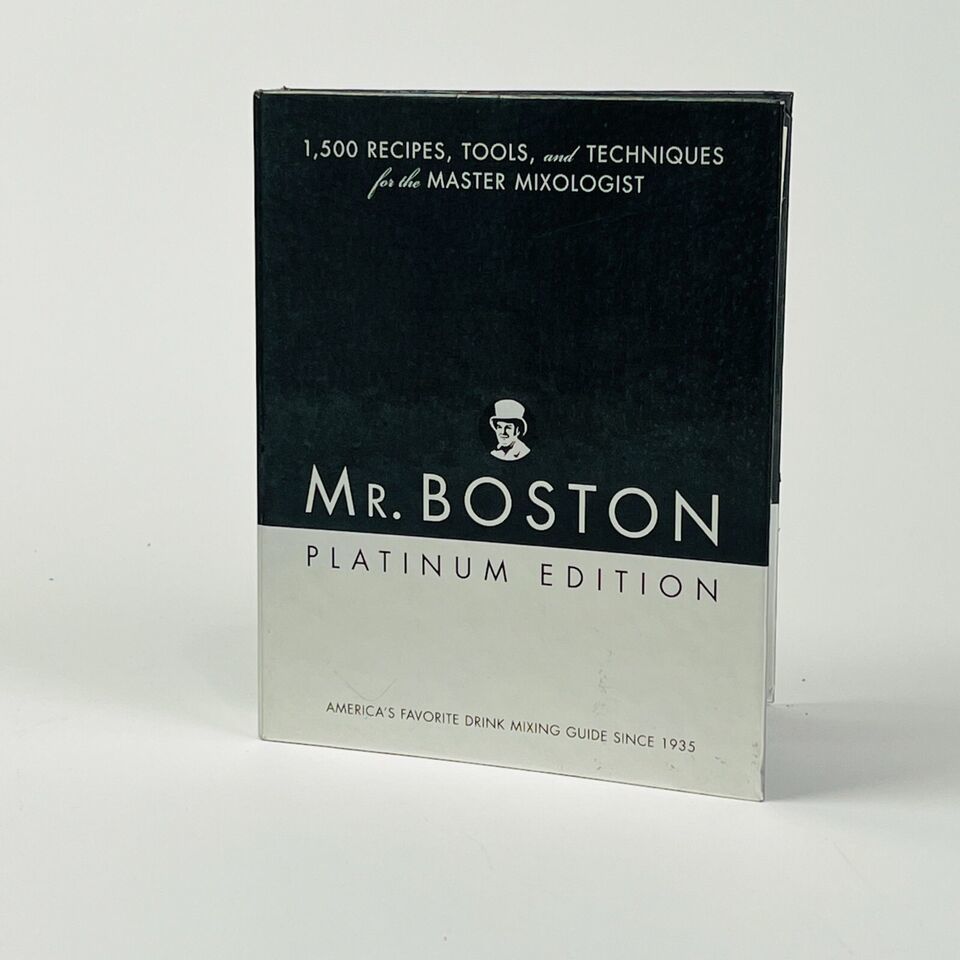 1,500 RECIPES, TOOLS, and TECHNIQUES
for the MASTER MIXOLOGIST
MR. BOSTON
PLATINUM EDITION
AMERICA'S FAVORITE DRINK MIXING GUIDE SINCE 1935